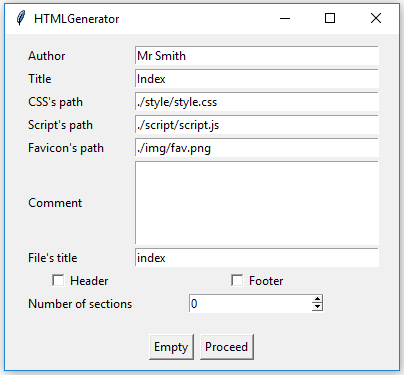 HTMLGenerator
Author Mr Smith
Title Index
CSS's path ./style/style.css
Script's path ./script/script.js
Favicon's path ./img/fav.png
Comment
File's title index
Header Footer
Number of sections 0
Empty Proceed